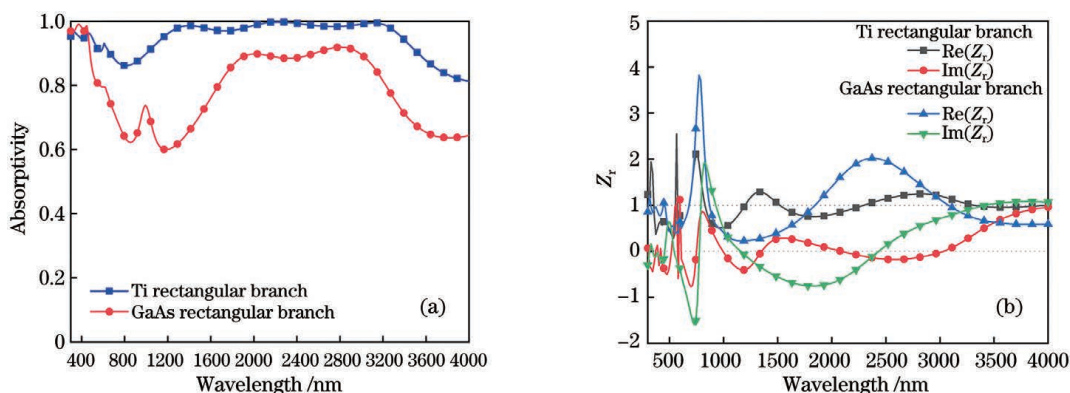 1.0
0.8
0.6
0.4
0.2
0
Absorptivity
Ti rectangular branch
GaAs rectangular branch
(a)
400 800 1200 1600 2000 2400 2800 3200 3600 4000
Wavelength /nm
5
4
3
2
1
0
−1
−2
Zr
Ti rectangular branch
Re(Zr)
Im(Zr)
GaAs rectangular branch
Re(Zr)
Im(Zr)
(b)
500 1000 1500 2000 2500 3000 3500 4000
Wavelength /nm